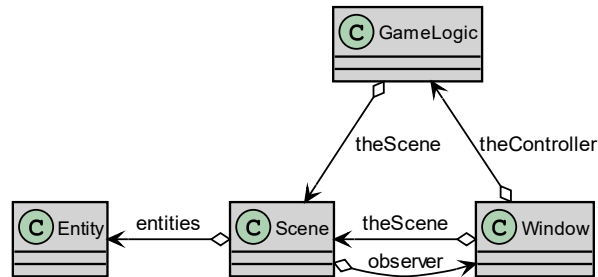 C GameLogic
theScene
theController
C Entity
entities
C Scene
theScene
observer
C Window